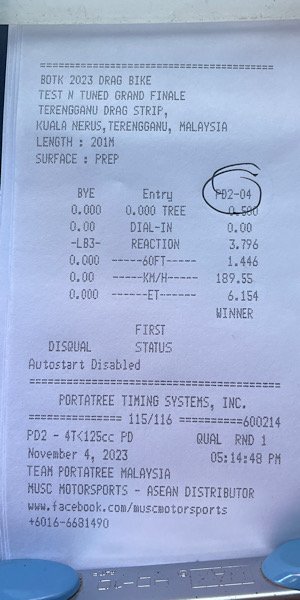 ================================
BOTK 2023 DRAG BIKE
TEST N TUNED GRAND FINALE
TERENGGANU DRAG STRIP,
KUALA NERUS,TERENGGANU, MALAYSIA
LENGTH : 201M
SURFACE : PREP
BYE Entry PD2-04
0.000 0.000 TREE 0.500
0.00 DIAL-IN 0.00
-LB3- REACTION 3.796
0.000 -----60FT----- 1.446
0.00 ------KM/H----- 189.55
0.000 ------ET------ 6.154
WINNER
FIRST
DISQUAL STATUS
Autostart Disabled
================================
PORTATREE TIMING SYSTEMS, INC.
============ 115/116 ==========600214
PD2 - 4T<125cc PD QUAL RND 1
November 4, 2023 05:14:48 PM
TEAM PORTATREE MALAYSIA
MUSC MOTORSPORTS - ASEAN DISTRIBUTOR
www.facebook.com/muscmotorsports
+6016-6681490